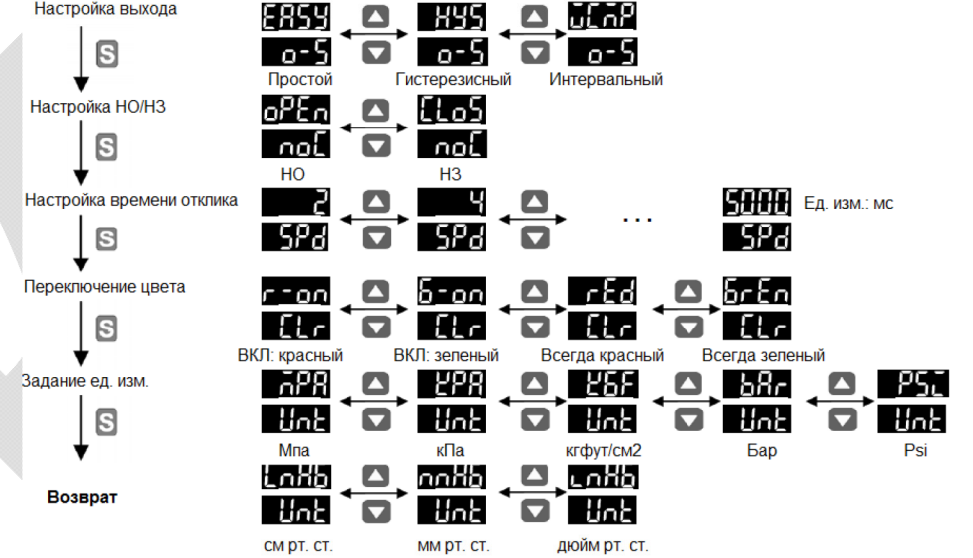 Настройка выхода
EASY HYS WCnP
S o-S o-S o-S
Простой Гистерезисный Интервальный
Настройка НО/НЗ
oPEn CLoS
S noC noC
НО НЗ
Настройка времени отклика
2 4 ... 5000 Ед. изм.: мс
S SPd SPd SPd
Переключение цвета
r-on G-on rEd GrEn
S CLr CLr CLr CLr
ВКЛ: красный ВКЛ: зеленый Всегда красный Всегда зеленый
Задание ед. изм.
bAr PSi
S Unt Unt Unt Unt Unt
Мпа кПа кгфут/см2 Бар Psi
Возврат
Unt Unt Unt
см рт. ст. мм рт. ст. дюйм рт. ст.